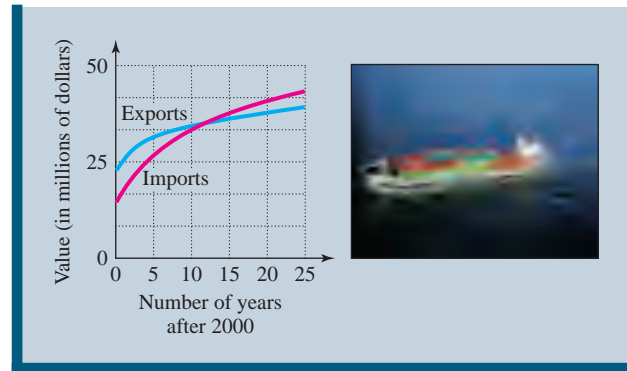 Value (in millions of dollars)
50
25
0
Exports
Imports
0 5 10 15 20 25
Number of years
after 2000